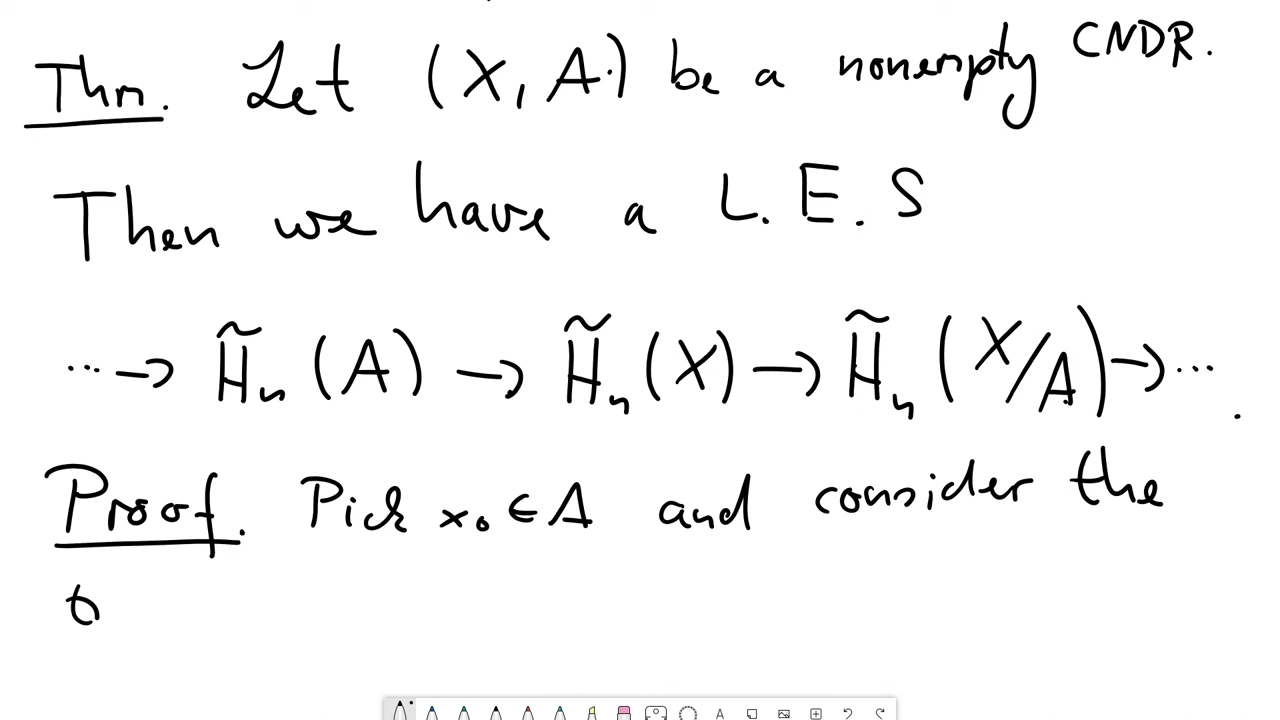 Thm. Let (X, A) be a nonempty CNDR.
Then we have a L.E.S
... → H̃ₙ(A) → H̃ₙ(X) → H̃ₙ(X/A) → ... .
Proof. Pick x₀ ∈ A and consider the
t